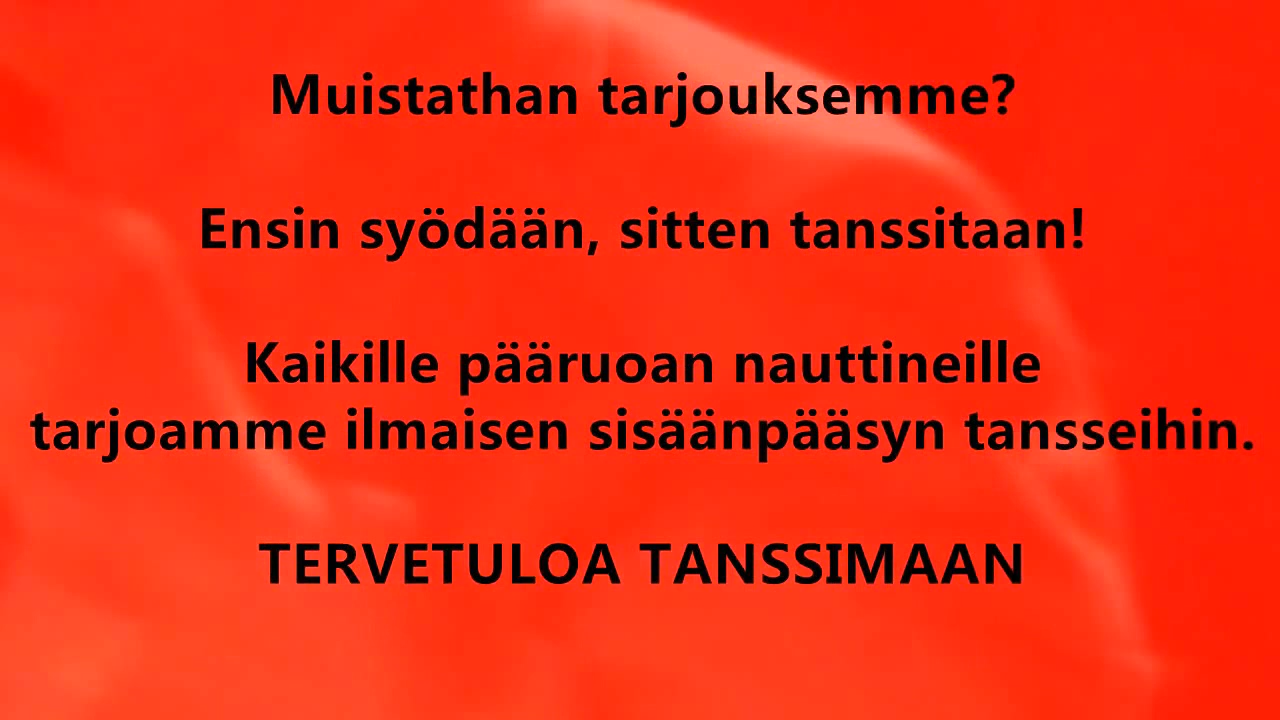 Muistathan tarjouksemme?
Ensin syödään, sitten tanssitaan!
Kaikille pääruoan nauttineille
tarjoamme ilmaisen sisäänpääsyn tansseihin.
TERVETULOA TANSSIMAAN